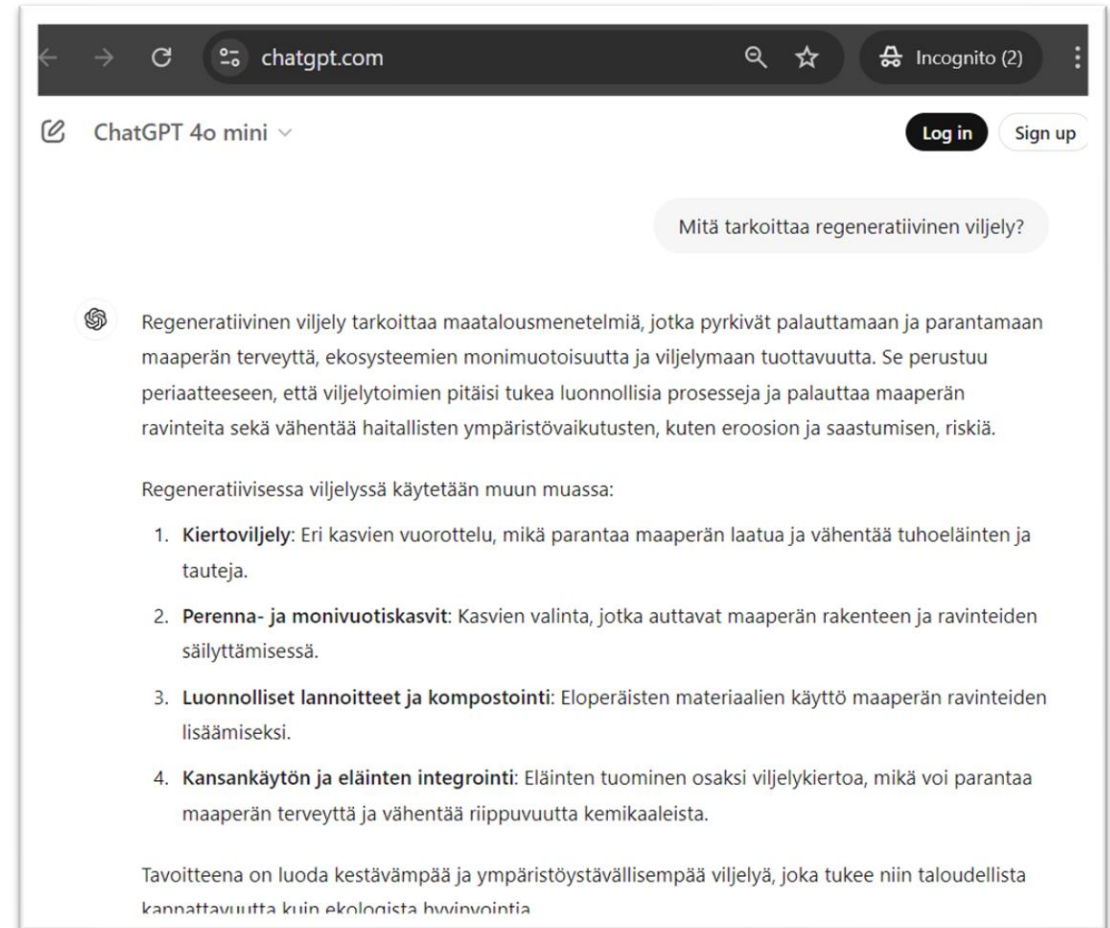 chatgpt.com
Incognito (2)
ChatGPT 4o mini
Log in
Sign up
Mitä tarkoittaa regeneratiivinen viljely?
Regeneratiivinen viljely tarkoittaa maatalousmenetelmiä, jotka pyrkivät palauttamaan ja parantamaan
maaperän terveyttä, ekosysteemien monimuotoisuutta ja viljelymaan tuottavuutta. Se perustuu
periaatteeseen, että viljelytoimien pitäisi tukea luonnollisia prosesseja ja palauttaa maaperän
ravinteita sekä vähentää haitallisten ympäristövaikutusten, kuten eroosion ja saastumisen, riskiä.
Regeneratiivisessa viljelyssä käytetään muun muassa:
1. Kiertoviljely: Eri kasvien vuorottelu, mikä parantaa maaperän laatua ja vähentää tuhoeläinten ja
tauteja.
2. Perenna- ja monivuotiskasvit: Kasvien valinta, jotka auttavat maaperän rakenteen ja ravinteiden
säilyttämisessä.
3. Luonnolliset lannoitteet ja kompostointi: Eloperäisten materiaalien käyttö maaperän ravinteiden
lisäämiseksi.
4. Kansankäytön ja eläinten integrointi: Eläinten tuominen osaksi viljelykiertoa, mikä voi parantaa
maaperän terveyttä ja vähentää riippuvuutta kemikaaleista.
Tavoitteena on luoda kestävämpää ja ympäristöystävällisempää viljelyä, joka tukee niin taloudellista
kannattavuutta kuin ekologista hyvinvointia